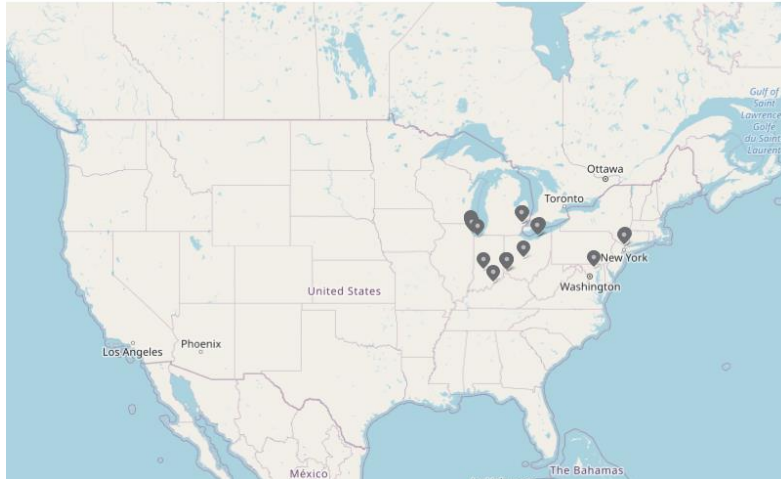 Gulf of
Saint
Lawrence
Golfe
du Saint
Laurent
Ottawa
Toronto
New York
Washington
United States
Los Angeles
Phoenix
México
The Bahamas